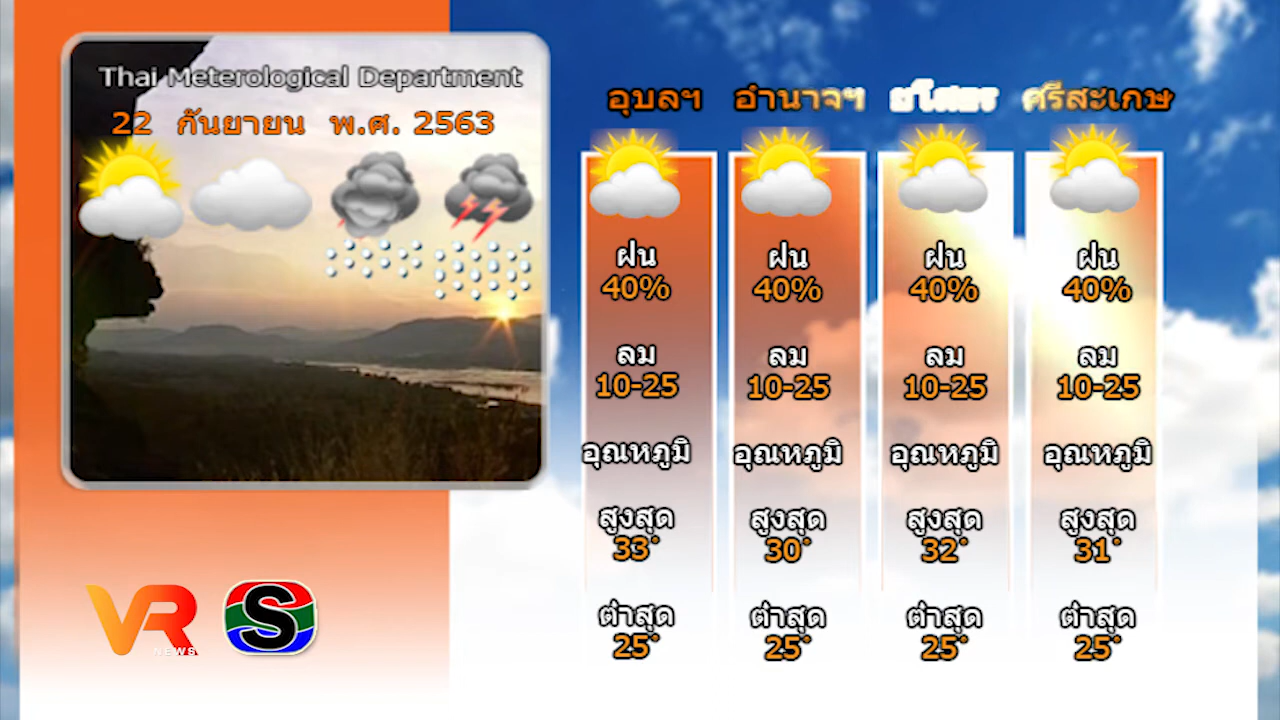 Thai Meterological Department
22 กันยายน พ.ศ. 2563
อุบลฯ อำนาจฯ ยโสธร ศรีสะเกษ
ฝน ฝน ฝน ฝน
40% 40% 40% 40%
ลม ลม ลม ลม
10-25 10-25 10-25 10-25
อุณหภูมิ อุณหภูมิ อุณหภูมิ อุณหภูมิ
สูงสุด สูงสุด สูงสุด สูงสุด
33° 30° 32° 31°
ต่ำสุด ต่ำสุด ต่ำสุด ต่ำสุด
25° 25° 25° 25°
VR NEWS S